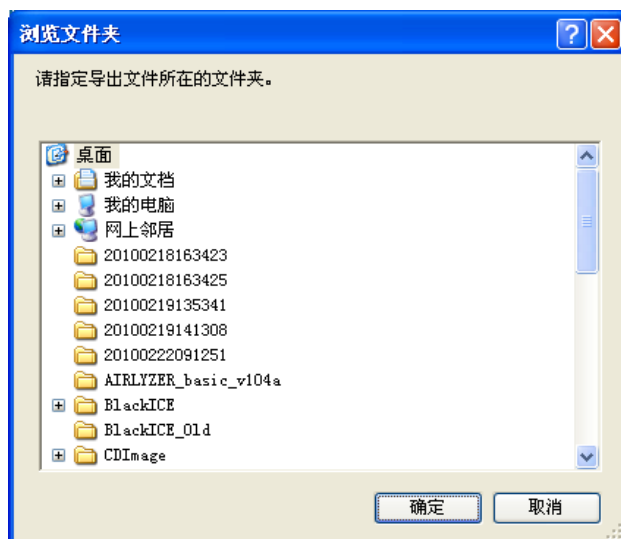 浏览文件夹
请指定导出文件所在的文件夹。
桌面
我的文档
我的电脑
网上邻居
20100218163423
20100218163425
20100219135341
20100219141308
20100222091251
AIRLYZER_basic_v104a
BlackICE
BlackICE_Old
CDImage
确定 取消